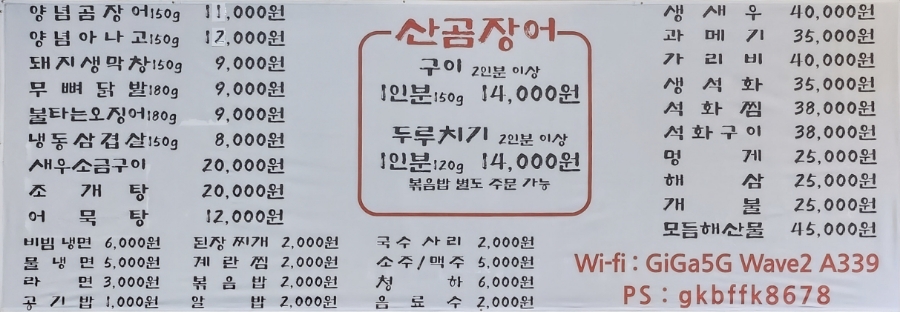 양념곰장어150g 11,000원
양념아나고150g 12,000원
돼지생막창150g 9,000원
무뼈닭발180g 9,000원
불타는오징어180g 9,000원
냉동삼겹살150g 8,000원
새우소금구이 20,000원
조개탕 20,000원
어묵탕 12,000원
산곰장어
구이 2인분 이상
1인분150g 14,000원
두루치기 2인분 이상
1인분120g 14,000원
볶음밥 별도 주문 가능
생새우 40,000원
과메기 35,000원
가리비 40,000원
생석화 35,000원
석화찜 38,000원
석화구이 38,000원
멍게 25,000원
해삼 25,000원
개불 25,000원
모듬해산물 45,000원
비빔냉면 6,000원 된장찌개 2,000원 국수사리 2,000원
물냉면 5,000원 계란찜 2,000원 소주/맥주 5,000원
라면 3,000원 볶음밥 2,000원 청하 6,000원
공기밥 1,000원 알밥 2,000원 음료수 2,000원
Wi-fi : GiGa5G Wave2 A339
PS : gkbffk8678